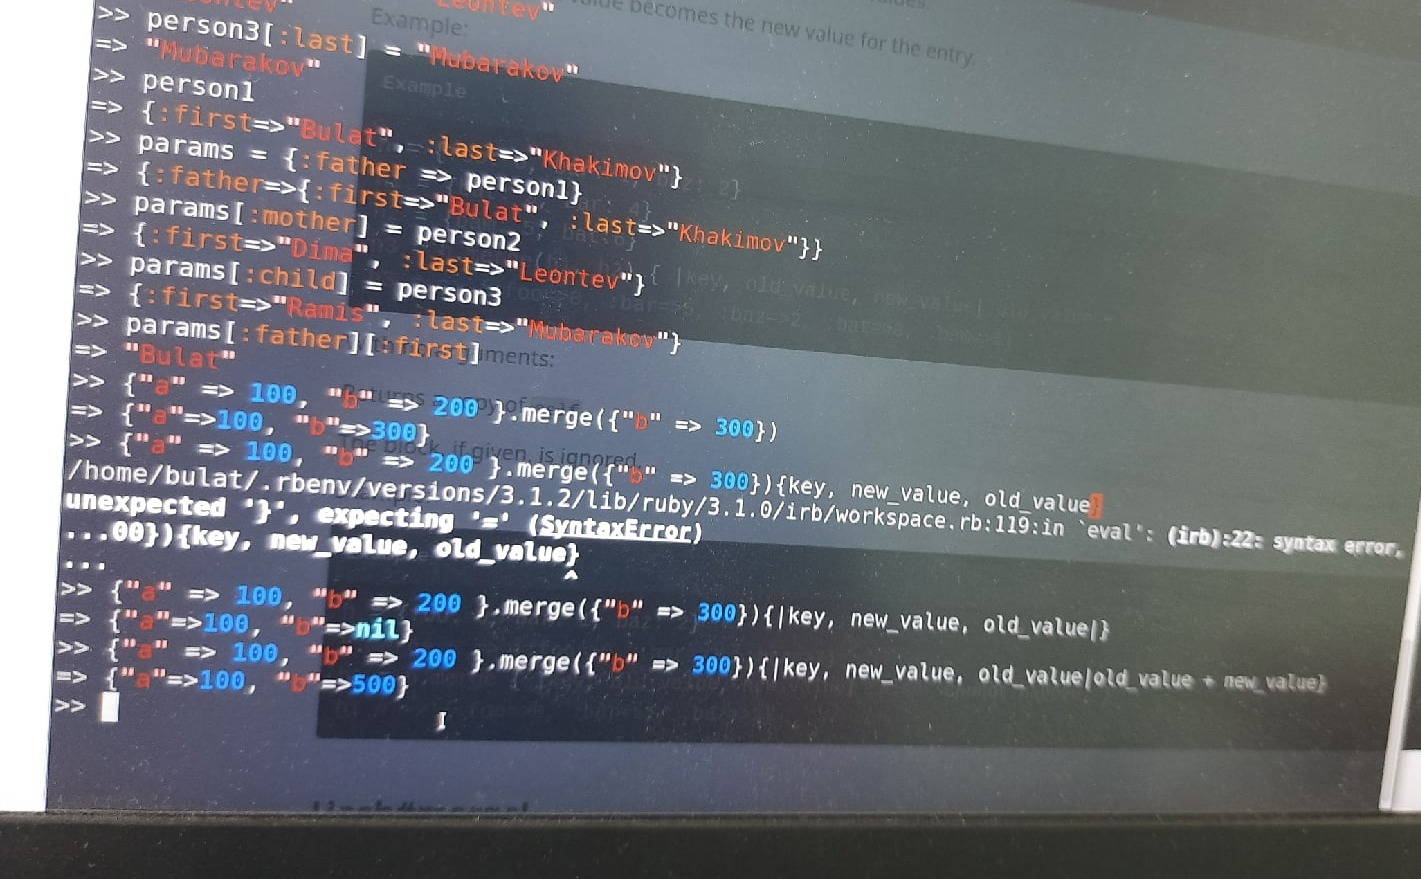 Leontev"
becomes the new value for the entry.
Example:
>> person3[:last] = "Mubarakov"
=> "Mubarakov"
Example
>> person1
=> {:first=>"Bulat", :last=>"Khakimov"}
>> params = {:father => person1}
=> {:father=>{:first=>"Bulat", :last=>"Khakimov"}}
>> params[:mother] = person2
=> {:first=>"Dima", :last=>"Leontev"}
{ |key, old_value, new_value|
>> params[:child] = person3
=> {:first=>"Ramis", :last=>"Mubarakov"}
>> params[:father][:first]
=> "Bulat"
>> {"a" => 100, "b" => 200 }.merge({"b" => 300})
=> {"a"=>100, "b"=>300}
The block, if given, is ignored.
>> {"a" => 100, "b" => 200 }.merge({"b" => 300}){key, new_value, old_value}
/home/bulat/.rbenv/versions/3.1.2/lib/ruby/3.1.0/irb/workspace.rb:119:in `eval': (irb):22: syntax error,
unexpected '}', expecting '=' (SyntaxError)
...00}){key, new_value, old_value}
...                              ^
>> {"a" => 100, "b" => 200 }.merge({"b" => 300}){|key, new_value, old_value|}
=> {"a"=>100, "b"=>nil}
>> {"a" => 100, "b" => 200 }.merge({"b" => 300}){|key, new_value, old_value|old_value + new_value}
=> {"a"=>100, "b"=>500}
>>